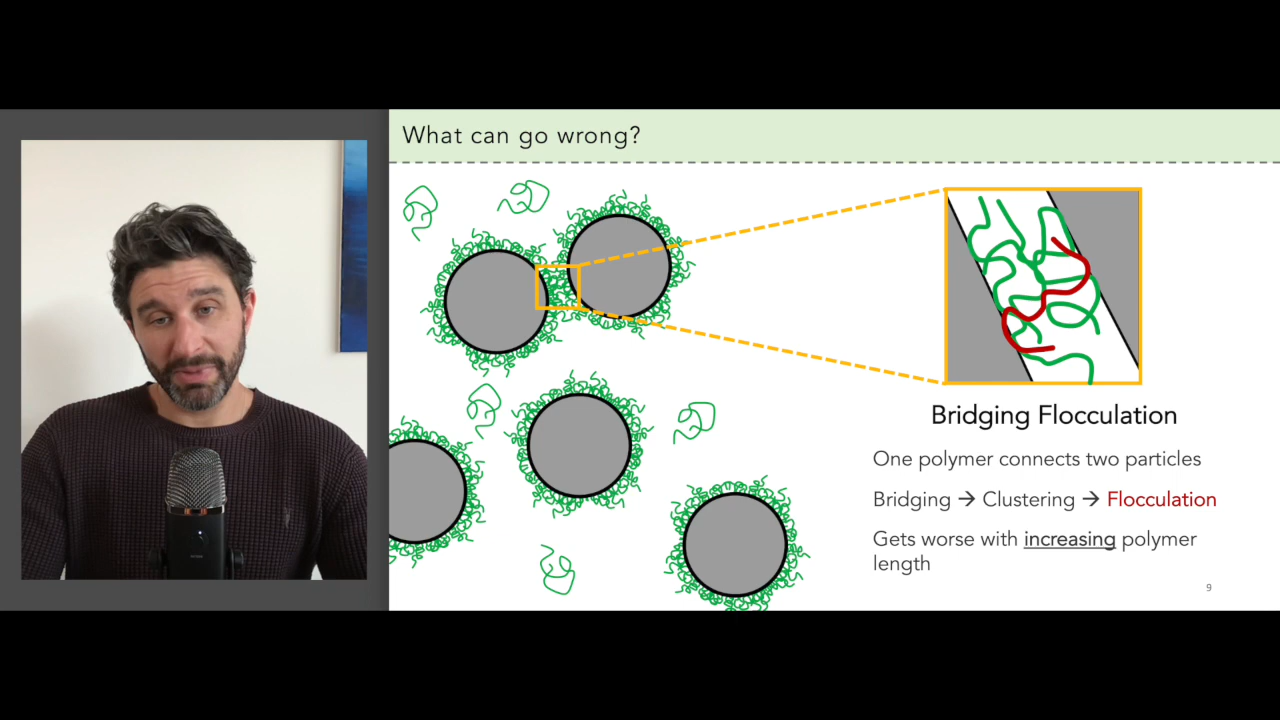 What can go wrong?
Bridging Flocculation
One polymer connects two particles
Bridging → Clustering → Flocculation
Gets worse with increasing polymer
length
9